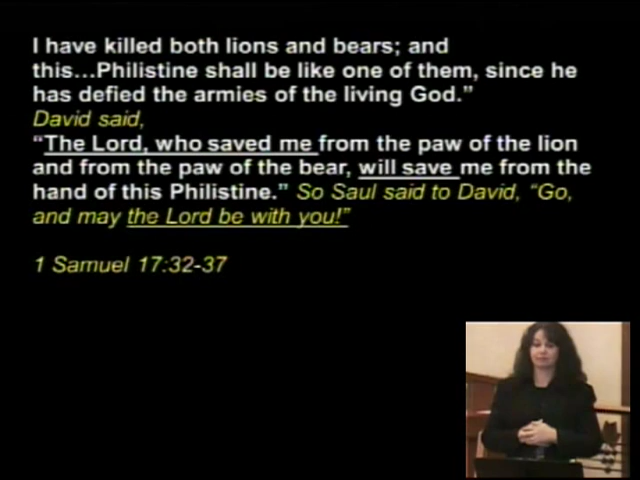 I have killed both lions and bears; and
this...Philistine shall be like one of them, since he
has defied the armies of the living God.”
David said,
“The Lord, who saved me from the paw of the lion
and from the paw of the bear, will save me from the
hand of this Philistine.” So Saul said to David, “Go,
and may the Lord be with you!”
1 Samuel 17:32-37